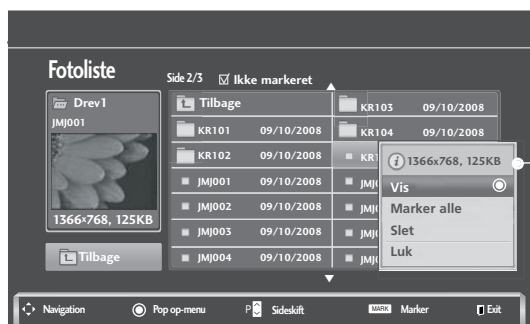 Fotoliste
Side 2/3 Ikke markeret
Drev1
JMJ001
1366×768, 125KB
Tilbage
Tilbage
KR101 09/10/2008
KR102 09/10/2008
JMJ001 09/10/2008
JMJ002 09/10/2008
JMJ003 09/10/2008
JMJ004 09/10/2008
KR103 09/10/2008
KR104 09/10/2008
1366x768, 125KB
Vis
Marker alle
Slet
Luk
Navigation Pop op-menu P Sideskift MARK Marker Exit